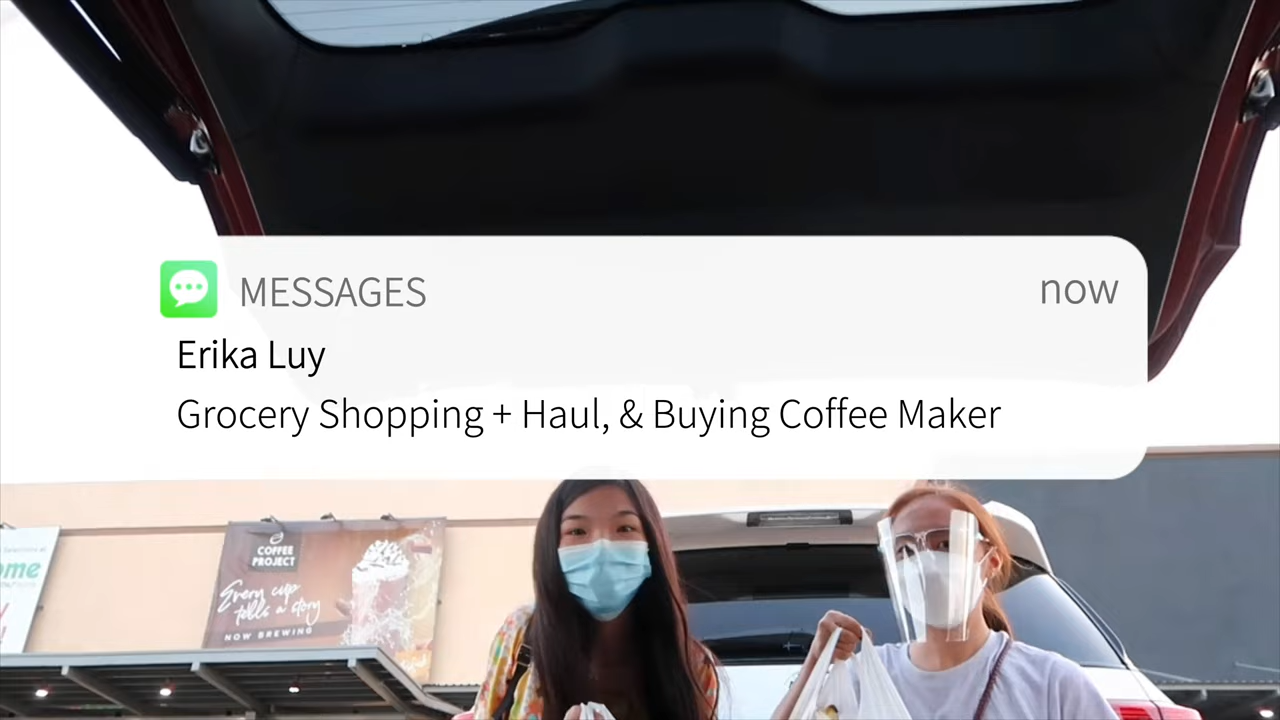 MESSAGES
now
Erika Luy
Grocery Shopping + Haul, & Buying Coffee Maker
COFFEE
PROJECT
Every cup
tells a story
NOW BREWING
ome